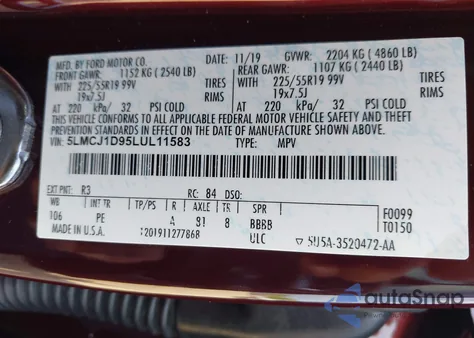 MFD. BY FORD MOTOR CO. 11/19 GVWR: 2204 KG (4860 LB)
FRONT GAWR: 1152 KG (2540 LB) REAR GAWR: 1107 KG (2440 LB)
WITH 225/55R19 99V TIRES WITH 225/55R19 99V TIRES
19x7.5J RIMS 19x7.5J RIMS
AT 220 kPa/ 32 PSI COLD AT 220 kPa/ 32 PSI COLD
THIS VEHICLE CONFORMS TO ALL APPLICABLE FEDERAL MOTOR VEHICLE SAFETY AND THEFT PREVENTION STANDARDS IN EFFECT ON THE DATE OF MANUFACTURE SHOWN ABOVE.
VIN: 5LMCJ1D95LUL11583 TYPE: MPV
EXT PNT: R3 RC: 84 DSO:
WB INT TR TP/PS R AXLE TR SPR
106 PE A 91 8 BBBB F0099
MADE IN U.S.A. ULC T0150
5U5A-3520472-AA
autoSnap